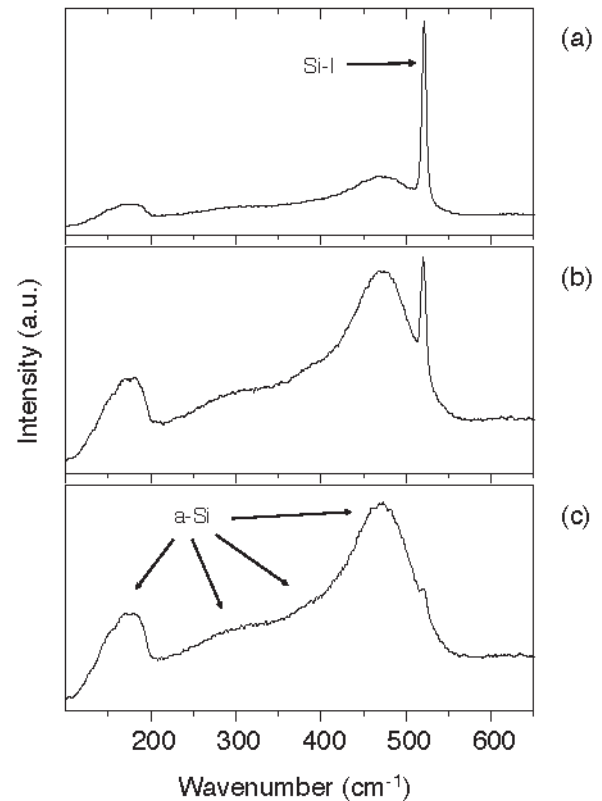 (a)
Si-I
(b)
Intensity (a.u.)
(c)
a-Si
200 300 400 500 600
Wavenumber (cm⁻¹)